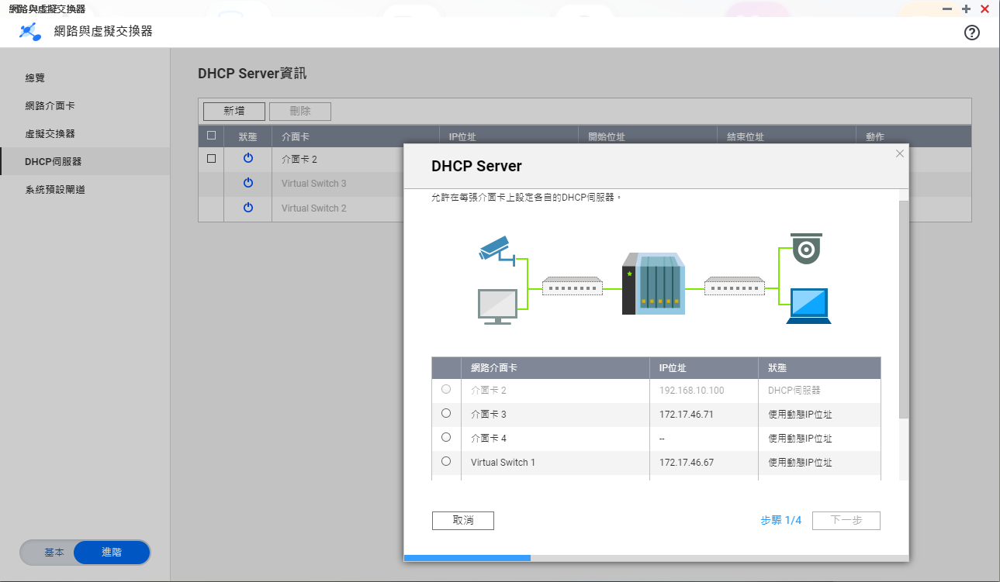 網路與虛擬交換器
網路與虛擬交換器
總覽
網路介面卡
虛擬交換器
DHCP伺服器
系統預設閘道
基本 進階
DHCP Server資訊
新增 刪除
狀態 介面卡 IP位址 開始位址 結束位址 動作
介面卡 2
Virtual Switch 3
Virtual Switch 2
DHCP Server
允許在每張介面卡上設定各自的DHCP伺服器。
網路介面卡 IP位址 狀態
介面卡 2 192.168.10.100 DHCP伺服器
介面卡 3 172.17.46.71 使用動態IP位址
介面卡 4 -- 使用動態IP位址
Virtual Switch 1 172.17.46.67 使用動態IP位址
取消 步驟 1/4 下一步